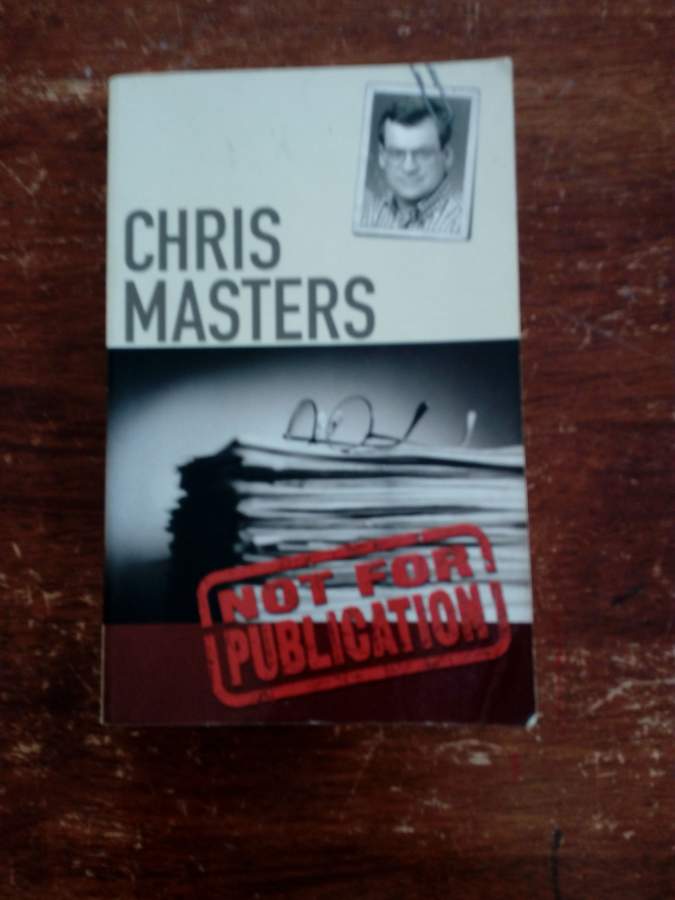 CHRIS
MASTERS
NOT FOR
PUBLICATION